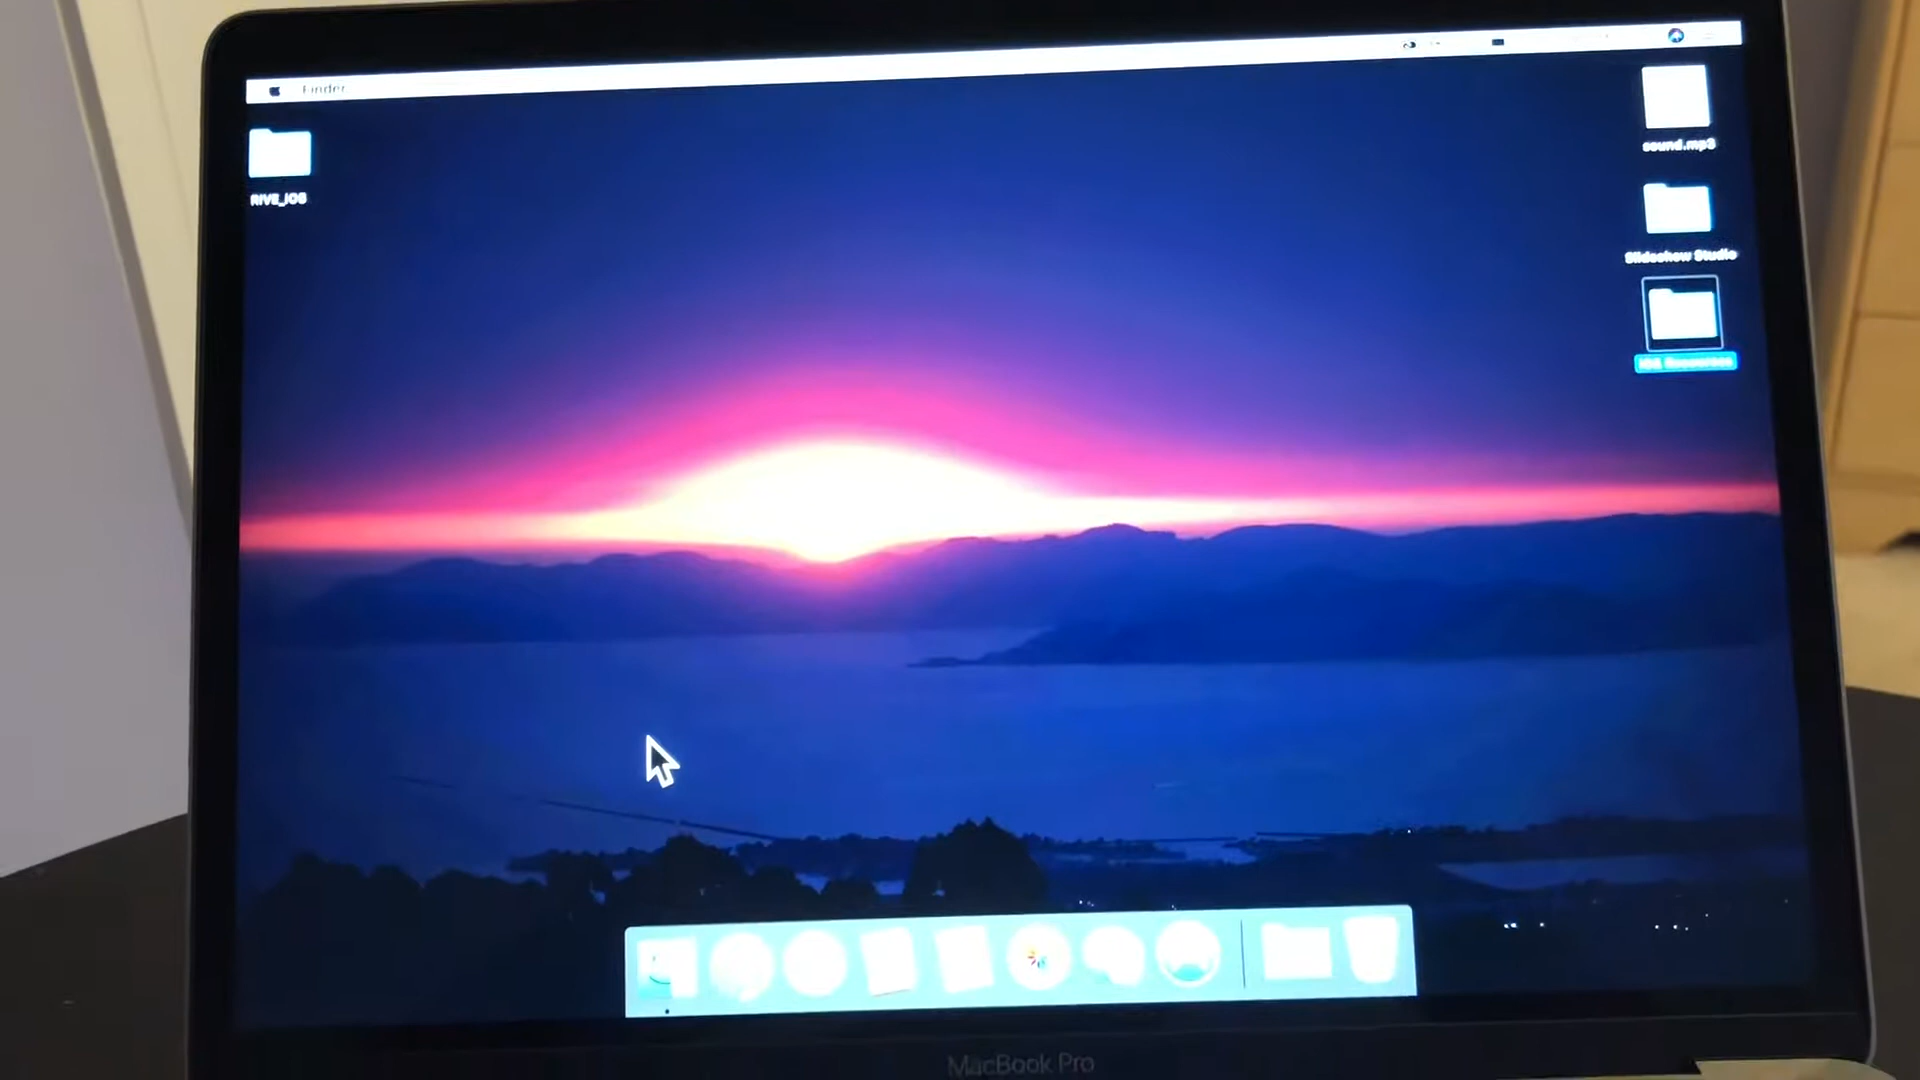 Finder
RIVE_IOS
sound.mp3
Slideshow Studio
MacBook Pro